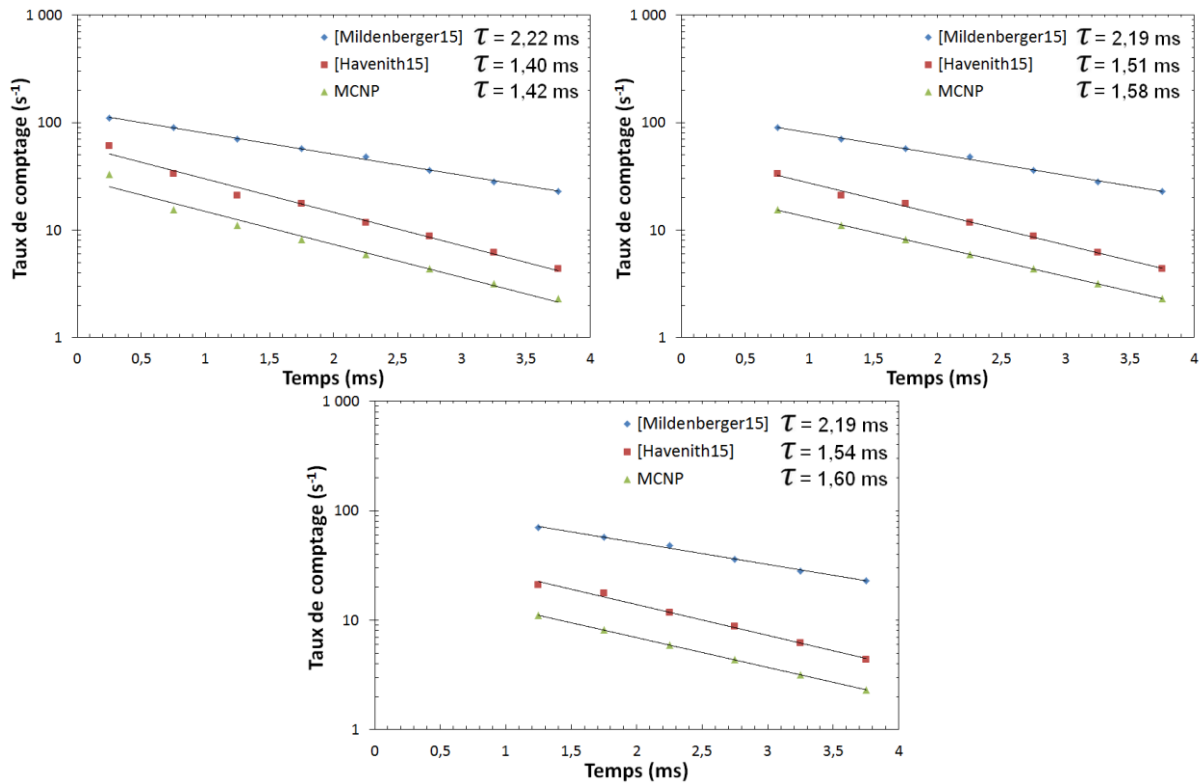 1 000
100
10
1
Taux de comptage (s⁻¹)
[Mildenberger15] τ = 2,22 ms
[Havenith15] τ = 1,40 ms
MCNP τ = 1,42 ms
0 0,5 1 1,5 2 2,5 3 3,5 4
Temps (ms)
1 000
100
10
1
Taux de comptage (s⁻¹)
[Mildenberger15] τ = 2,19 ms
[Havenith15] τ = 1,51 ms
MCNP τ = 1,58 ms
0 0,5 1 1,5 2 2,5 3 3,5 4
Temps (ms)
1 000
100
10
1
Taux de comptage (s⁻¹)
[Mildenberger15] τ = 2,19 ms
[Havenith15] τ = 1,54 ms
MCNP τ = 1,60 ms
0 0,5 1 1,5 2 2,5 3 3,5 4
Temps (ms)